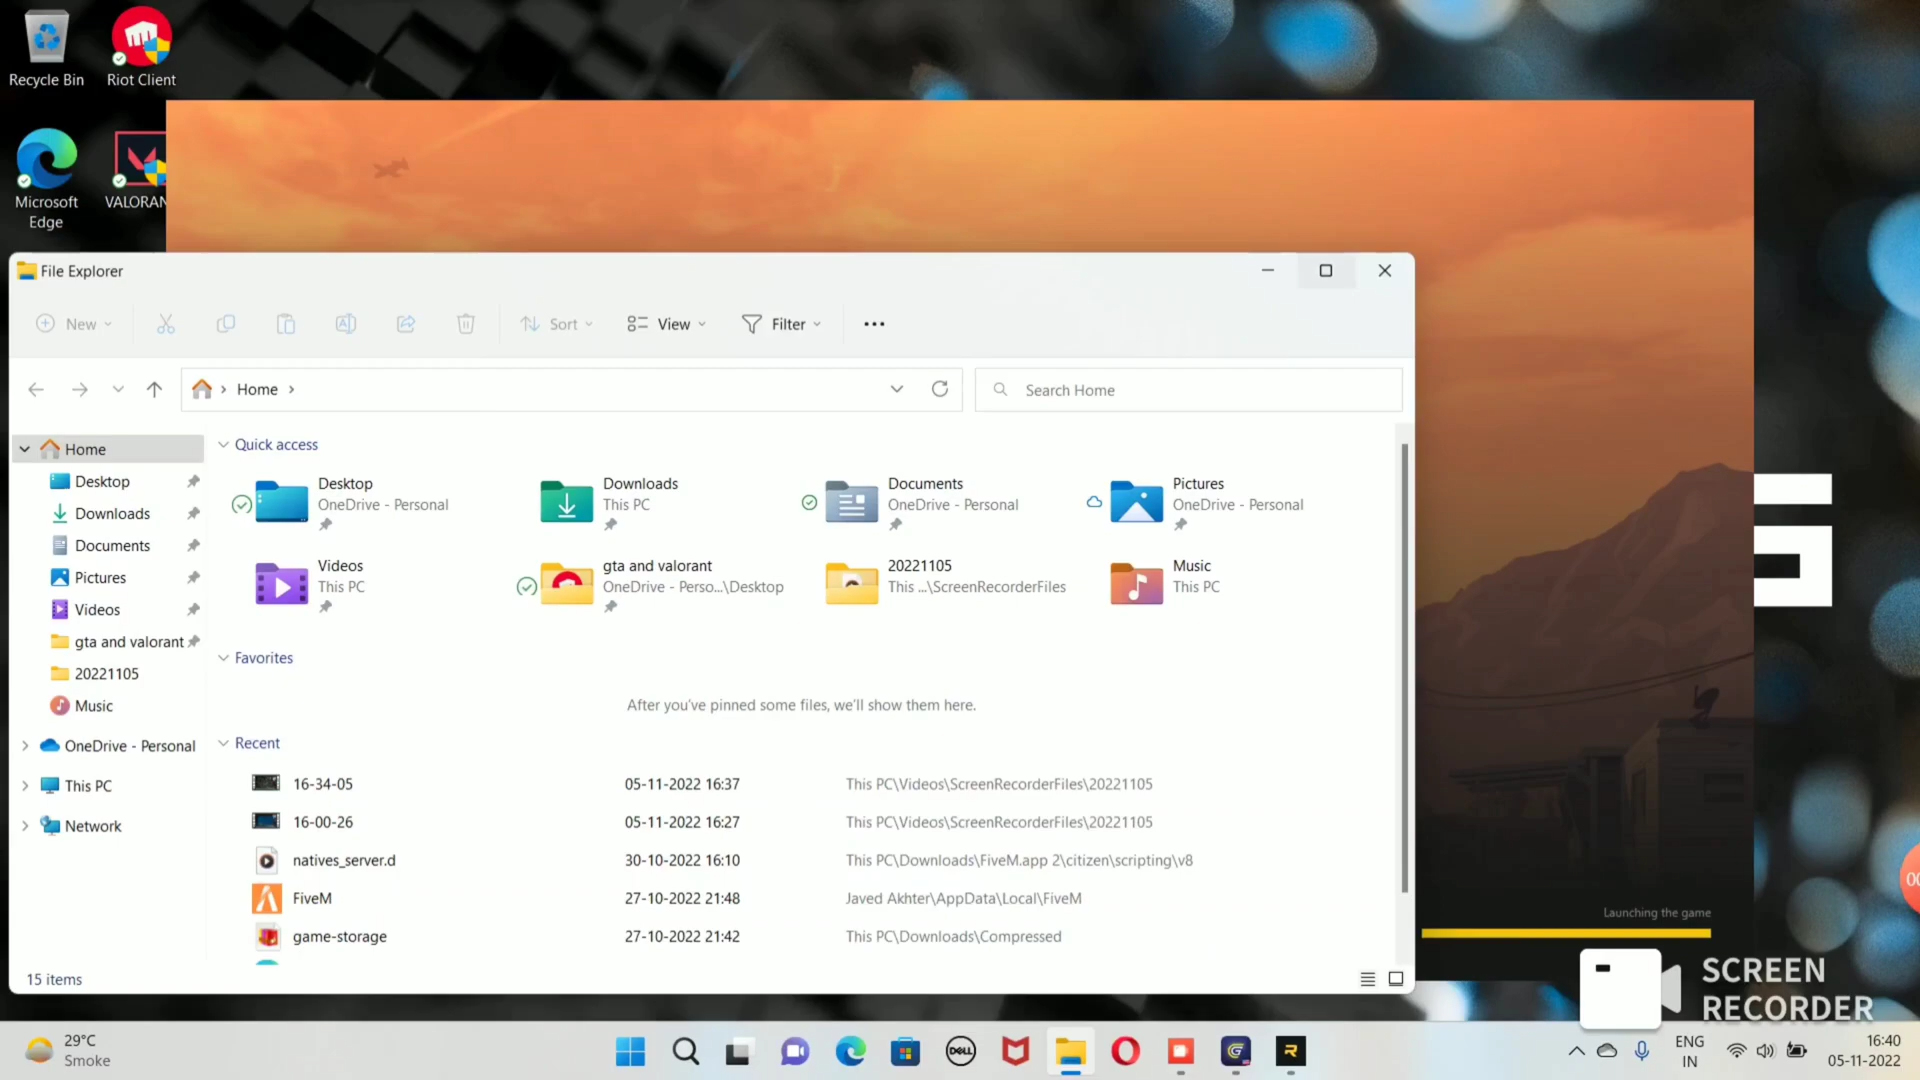 Recycle Bin
Riot Client
Microsoft
Edge
VALORAN
File Explorer
New
Sort
View
Filter
Home
Search Home
Home
Desktop
Downloads
Documents
Pictures
Videos
gta and valorant
20221105
Music
OneDrive - Personal
This PC
Network
Quick access
Desktop
OneDrive - Personal
Downloads
This PC
Documents
OneDrive - Personal
Pictures
OneDrive - Personal
Videos
This PC
gta and valorant
OneDrive - Perso...\Desktop
20221105
This ...\ScreenRecorderFiles
Music
This PC
Favorites
After you've pinned some files, we'll show them here.
Recent
16-34-05 05-11-2022 16:37 This PC\Videos\ScreenRecorderFiles\20221105
16-00-26 05-11-2022 16:27 This PC\Videos\ScreenRecorderFiles\20221105
natives_server.d 30-10-2022 16:10 This PC\Downloads\FiveM.app 2\citizen\scripting\v8
FiveM 27-10-2022 21:48 Javed Akhter\AppData\Local\FiveM
game-storage 27-10-2022 21:42 This PC\Downloads\Compressed
15 items
Launching the game
00
SCREEN
RECORDER
29°C
Smoke
DELL
ENG
IN
16:40
05-11-2022